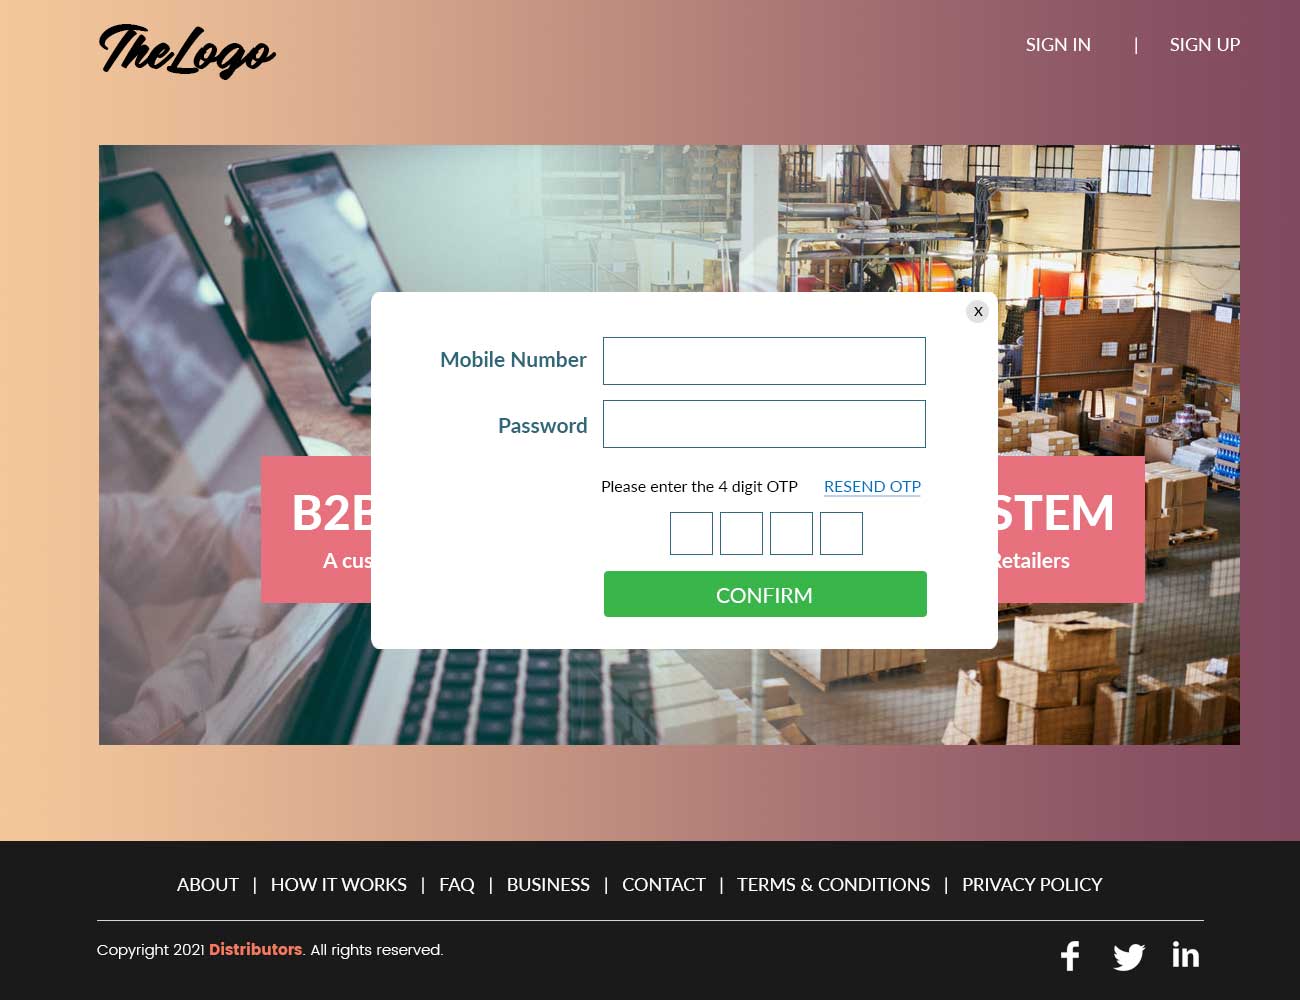 TheLogo
SIGN IN | SIGN UP
X
Mobile Number
Password
Please enter the 4 digit OTP RESEND OTP
B2B STEM
A cus Retailers
CONFIRM
ABOUT | HOW IT WORKS | FAQ | BUSINESS | CONTACT | TERMS & CONDITIONS | PRIVACY POLICY
Copyright 2021 Distributors. All rights reserved.
f in